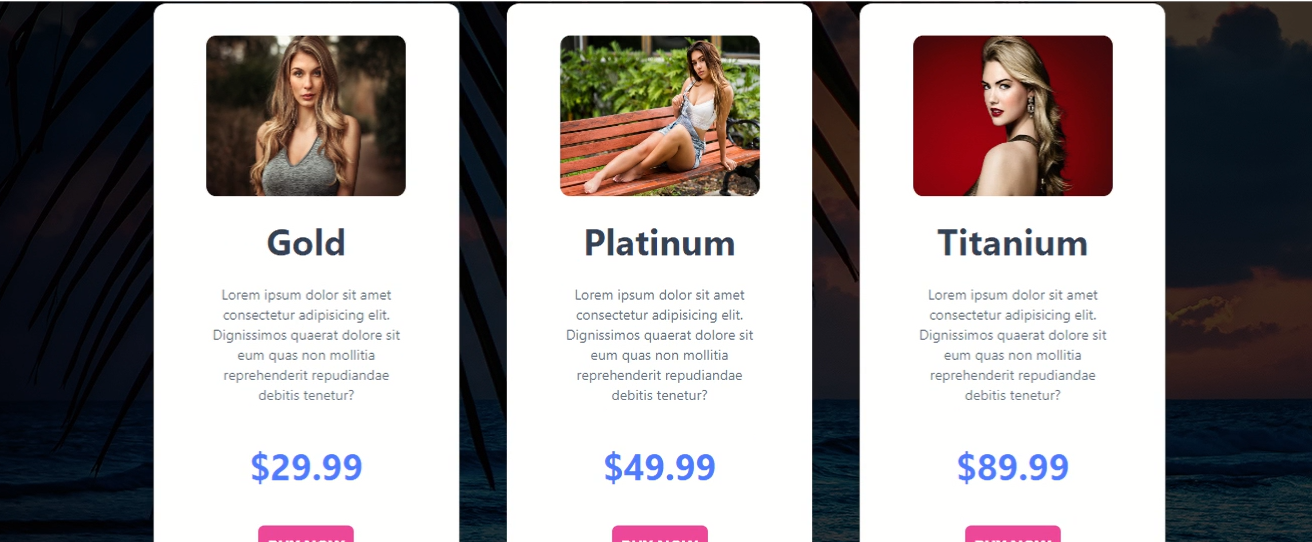 Gold
Lorem ipsum dolor sit amet
consectetur adipisicing elit.
Dignissimos quaerat dolore sit
eum quas non mollitia
reprehenderit repudiandae
debitis tenetur?
$29.99
Platinum
Lorem ipsum dolor sit amet
consectetur adipisicing elit.
Dignissimos quaerat dolore sit
eum quas non mollitia
reprehenderit repudiandae
debitis tenetur?
$49.99
Titanium
Lorem ipsum dolor sit amet
consectetur adipisicing elit.
Dignissimos quaerat dolore sit
eum quas non mollitia
reprehenderit repudiandae
debitis tenetur?
$89.99